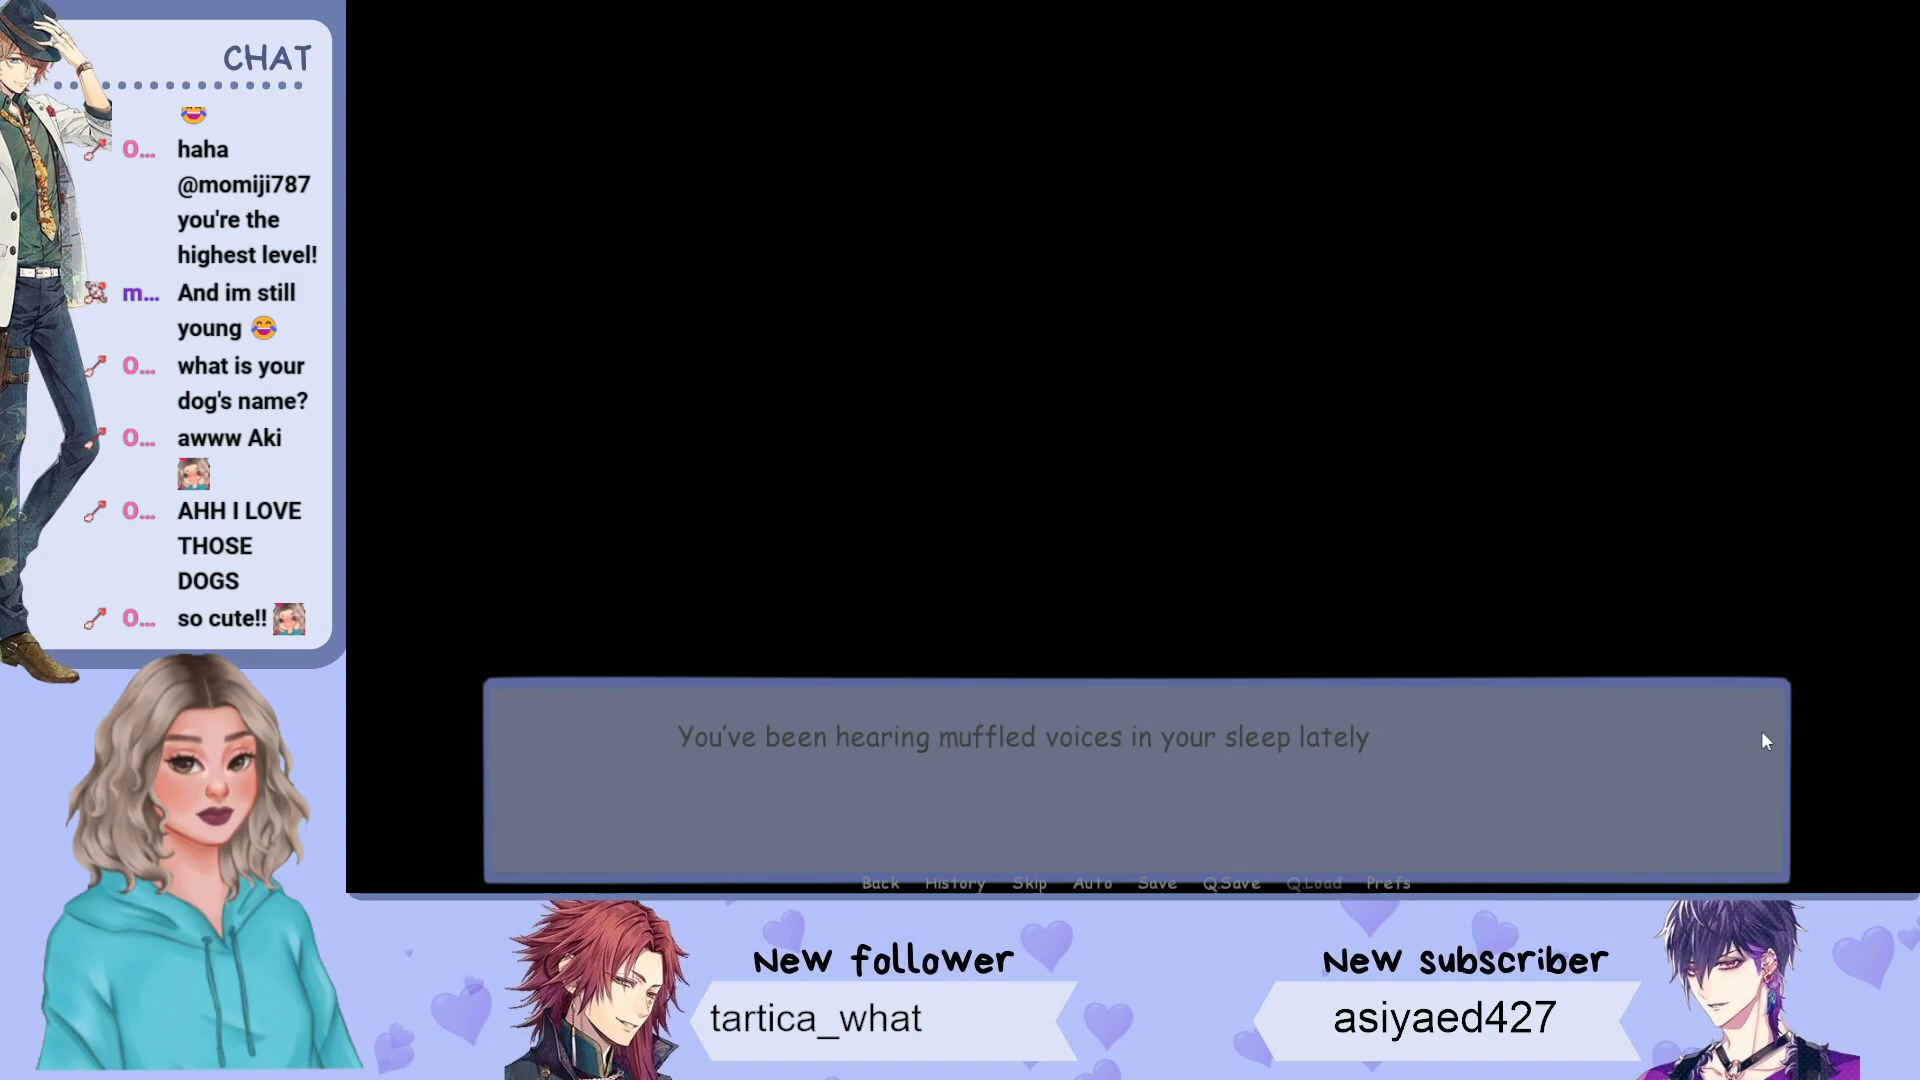 CHAT
😂
O... haha
@momiji787
you're the
highest level!
m... And im still
young 😂
O... what is your
dog's name?
O... awww Aki
O... AHH I LOVE
THOSE
DOGS
O... so cute!!
You've been hearing muffled voices in your sleep lately
Back History Skip Auto Save Q.Save Q.Load Prefs
New follower
tartica_what
New subscriber
asiyaed427